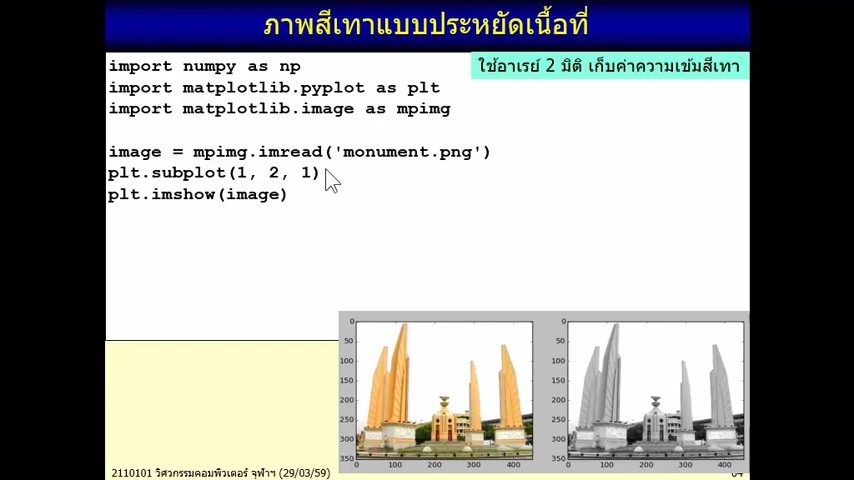 ภาพสีเทาแบบประหยัดเนื้อที่
ใช้อาเรย์ 2 มิติ เก็บค่าความเข้มสีเทา
import numpy as np
import matplotlib.pyplot as plt
import matplotlib.image as mpimg
image = mpimg.imread('monument.png')
plt.subplot(1, 2, 1)
plt.imshow(image)
0
50
100
150
200
250
300
350
0 100 200 300 400
0
50
100
150
200
250
300
350
0 100 200 300 400
2110101 วิศวกรรมคอมพิวเตอร์ จุฬาฯ (29/03/59)